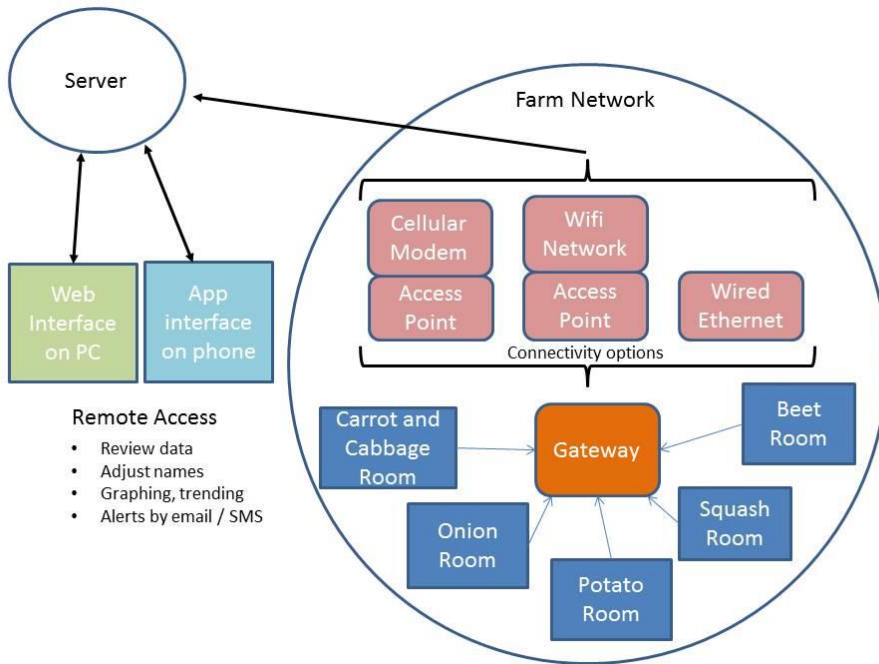 Server
Farm Network
Cellular
Modem
Wifi
Network
Access
Point
Access
Point
Wired
Ethernet
Connectivity options
Web
Interface
on PC
App
interface
on phone
Remote Access
• Review data
• Adjust names
• Graphing, trending
• Alerts by email / SMS
Carrot and
Cabbage
Room
Gateway
Beet
Room
Onion
Room
Potato
Room
Squash
Room